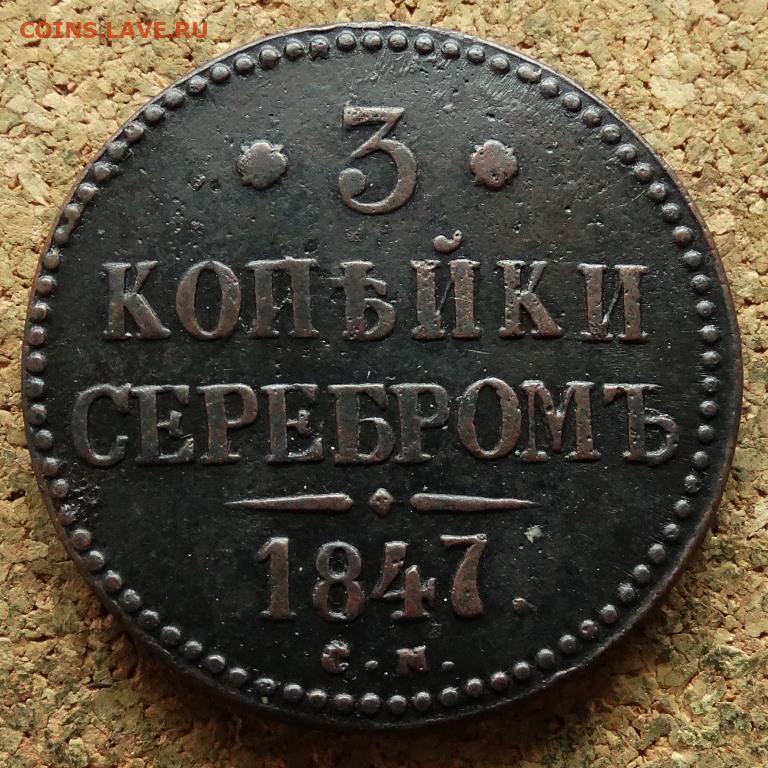 COINS.LAVE.RU
3
КОПѢЙКИ
СЕРЕБРОМЪ
1847.
С.М.